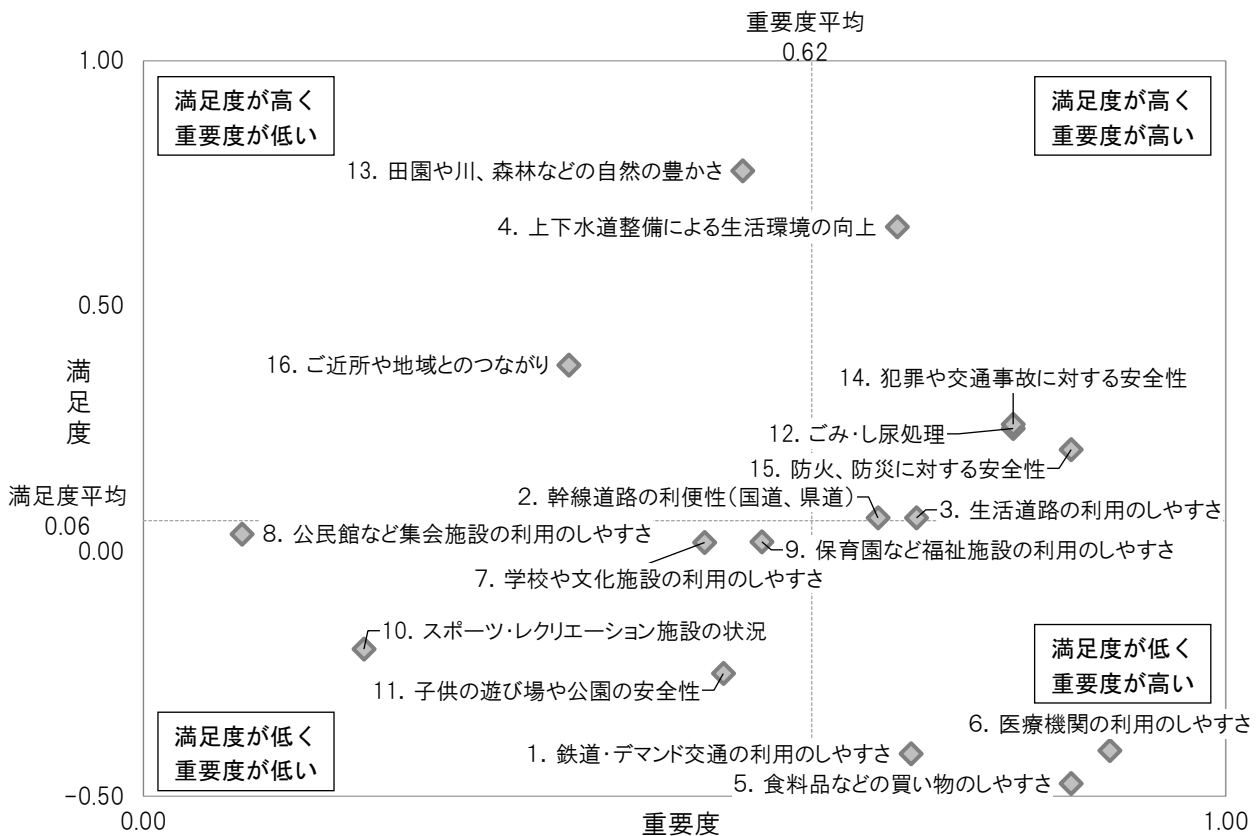 重要度平均
0.62
1.00
満足度が高く
重要度が低い
満足度が高く
重要度が高い
13. 田園や川、森林などの自然の豊かさ
4. 上下水道整備による生活環境の向上
0.50
満足度
16. ご近所や地域とのつながり
14. 犯罪や交通事故に対する安全性
12. ごみ・し尿処理
15. 防火、防災に対する安全性
満足度平均
0.06
2. 幹線道路の利便性(国道、県道)
3. 生活道路の利用のしやすさ
0.00
8. 公民館など集会施設の利用のしやすさ
9. 保育園など福祉施設の利用のしやすさ
7. 学校や文化施設の利用のしやすさ
10. スポーツ・レクリエーション施設の状況
11. 子供の遊び場や公園の安全性
満足度が低く
重要度が高い
満足度が低く
重要度が低い
6. 医療機関の利用のしやすさ
1. 鉄道・デマンド交通の利用のしやすさ
5. 食料品などの買い物のしやすさ
-0.50
0.00
重要度
1.00